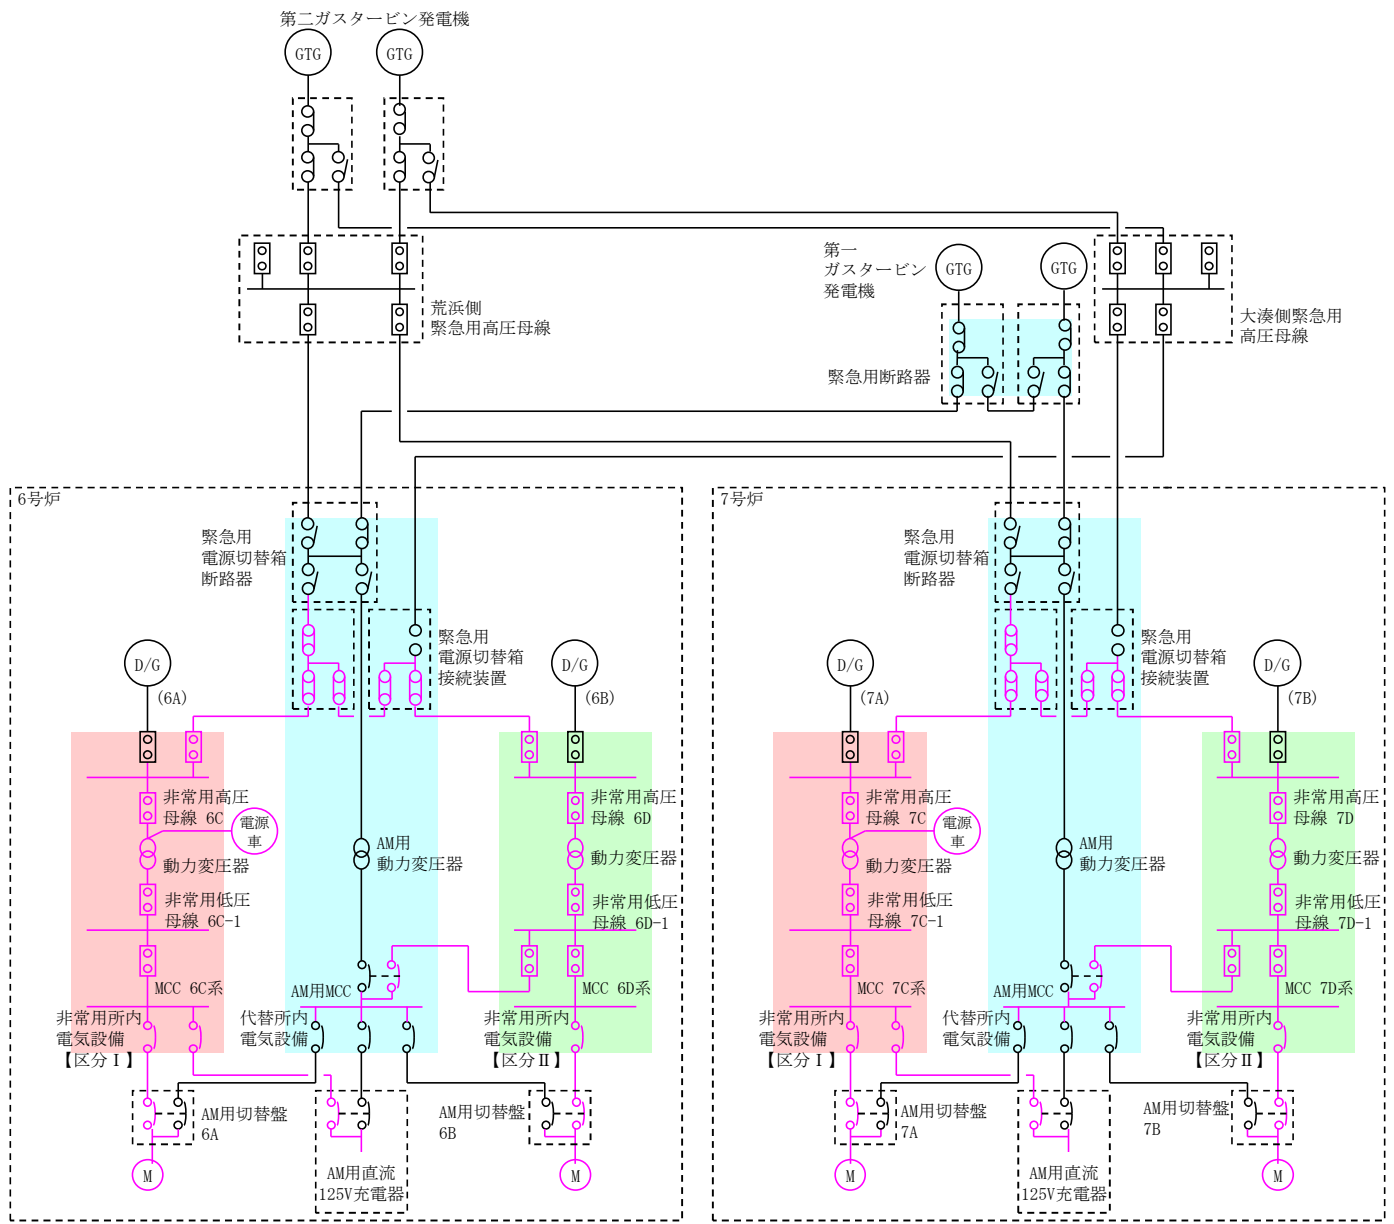 第二ガスタービン発電機
GTG
GTG
荒浜側
緊急用高圧母線
第一
ガスタービン
発電機
GTG
GTG
大湊側緊急用
高圧母線
緊急用断路器
6号炉
緊急用
電源切替箱
断路器
緊急用
電源切替箱
接続装置
D/G
(6A)
D/G
(6B)
非常用高圧
母線 6C
電源
車
動力変圧器
非常用低圧
母線 6C-1
MCC 6C系
非常用所内
電気設備
【区分Ⅰ】
AM用
動力変圧器
AM用MCC
代替所内
電気設備
非常用高圧
母線 6D
動力変圧器
非常用低圧
母線 6D-1
MCC 6D系
非常用所内
電気設備
【区分Ⅱ】
AM用切替盤
6A
AM用切替盤
6B
M
AM用直流
125V充電器
M
7号炉
緊急用
電源切替箱
断路器
緊急用
電源切替箱
接続装置
D/G
(7A)
D/G
(7B)
非常用高圧
母線 7C
電源
車
動力変圧器
非常用低圧
母線 7C-1
MCC 7C系
非常用所内
電気設備
【区分Ⅰ】
AM用
動力変圧器
AM用MCC
代替所内
電気設備
非常用高圧
母線 7D
動力変圧器
非常用低圧
母線 7D-1
MCC 7D系
非常用所内
電気設備
【区分Ⅱ】
AM用切替盤
7A
AM用切替盤
7B
M
AM用直流
125V充電器
M